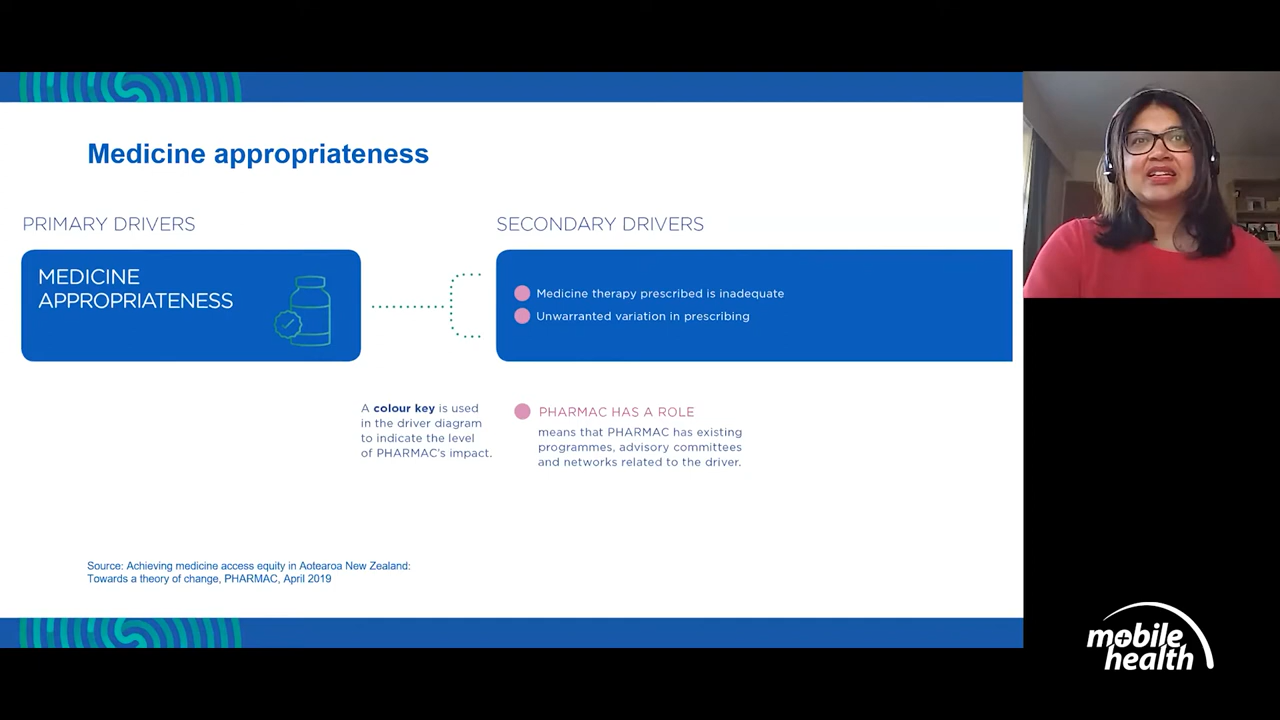 Medicine appropriateness
PRIMARY DRIVERS
MEDICINE
APPROPRIATENESS
SECONDARY DRIVERS
Medicine therapy prescribed is inadequate
Unwarranted variation in prescribing
A colour key is used
in the driver diagram
to indicate the level
of PHARMAC's impact.
PHARMAC HAS A ROLE
means that PHARMAC has existing
programmes, advisory committees
and networks related to the driver.
Source: Achieving medicine access equity in Aotearoa New Zealand:
Towards a theory of change, PHARMAC, April 2019
mobile
health